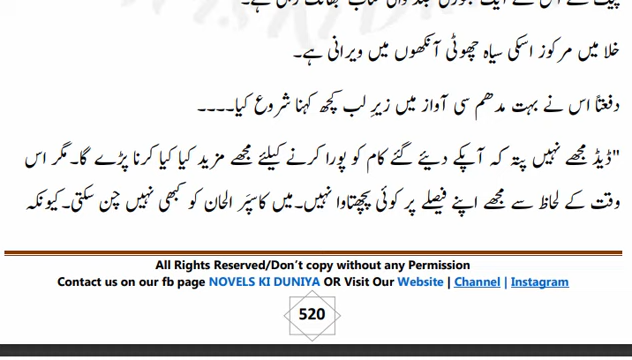 خلا میں مرکوز اسکی سیاہ چھوٹی آنکھوں میں ویرانی ہے۔
دفعتاً اس نے بہت مدھم سی آواز میں زیرِ لب کچھ کہنا شروع کیا۔۔۔۔
"ڈیڈ مجھے نہیں پتہ کہ آپکے دیئے گئے کام کو پورا کرنے کیلئے مجھے مزید کیا کیا کرنا پڑے گا۔ مگر اس
وقت کے لحاظ سے مجھے اپنے فیصلے پر کوئی پچھتاوا نہیں۔ میں کاسپَر الحان کو کبھی نہیں چن سکتی۔ کیونکہ
All Rights Reserved/Don't copy without any Permission
Contact us on our fb page NOVELS KI DUNIYA OR Visit Our Website | Channel | Instagram
520